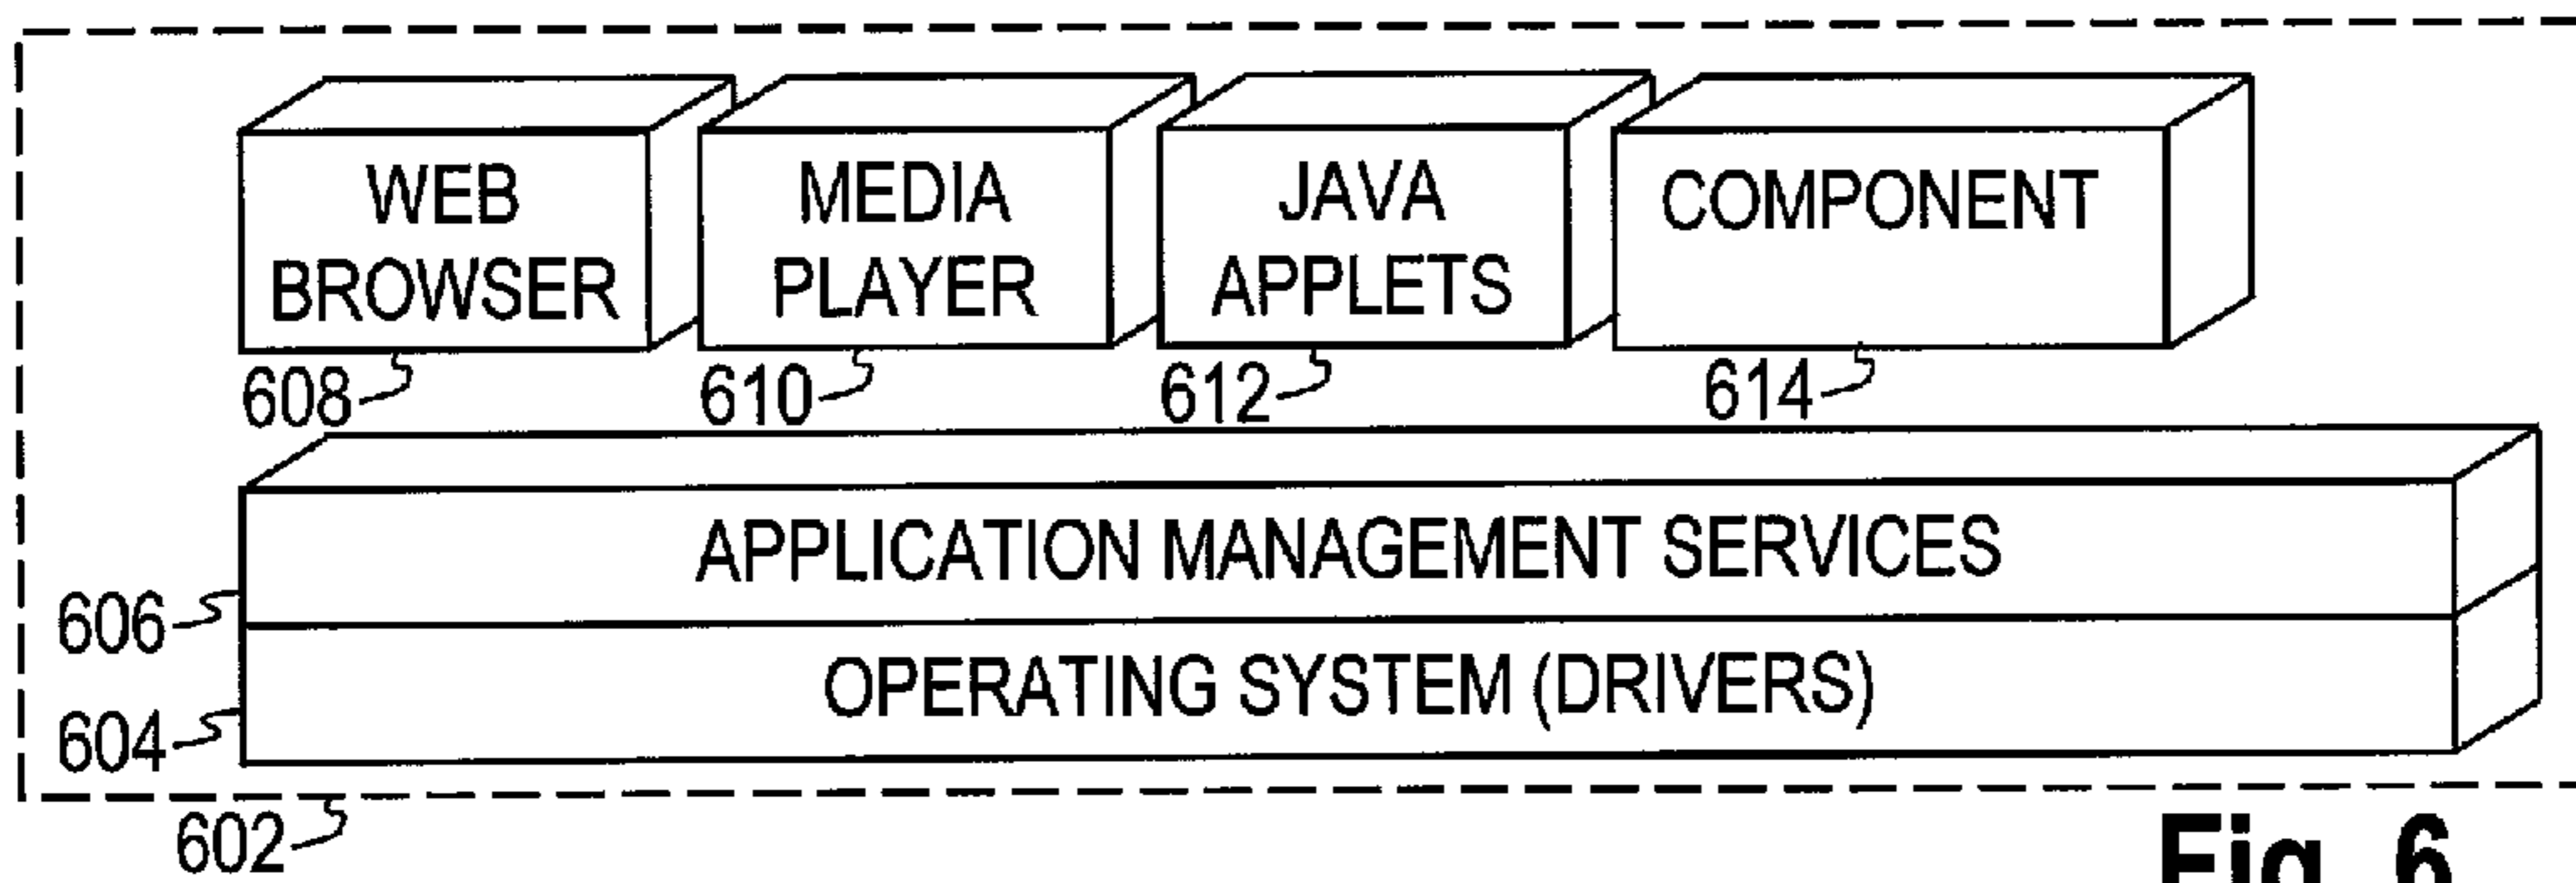 WEB
BROWSER
MEDIA
PLAYER
JAVA
APPLETS
COMPONENT
608
610
612
614
APPLICATION MANAGEMENT SERVICES
606
OPERATING SYSTEM (DRIVERS)
604
602
Fig. 6